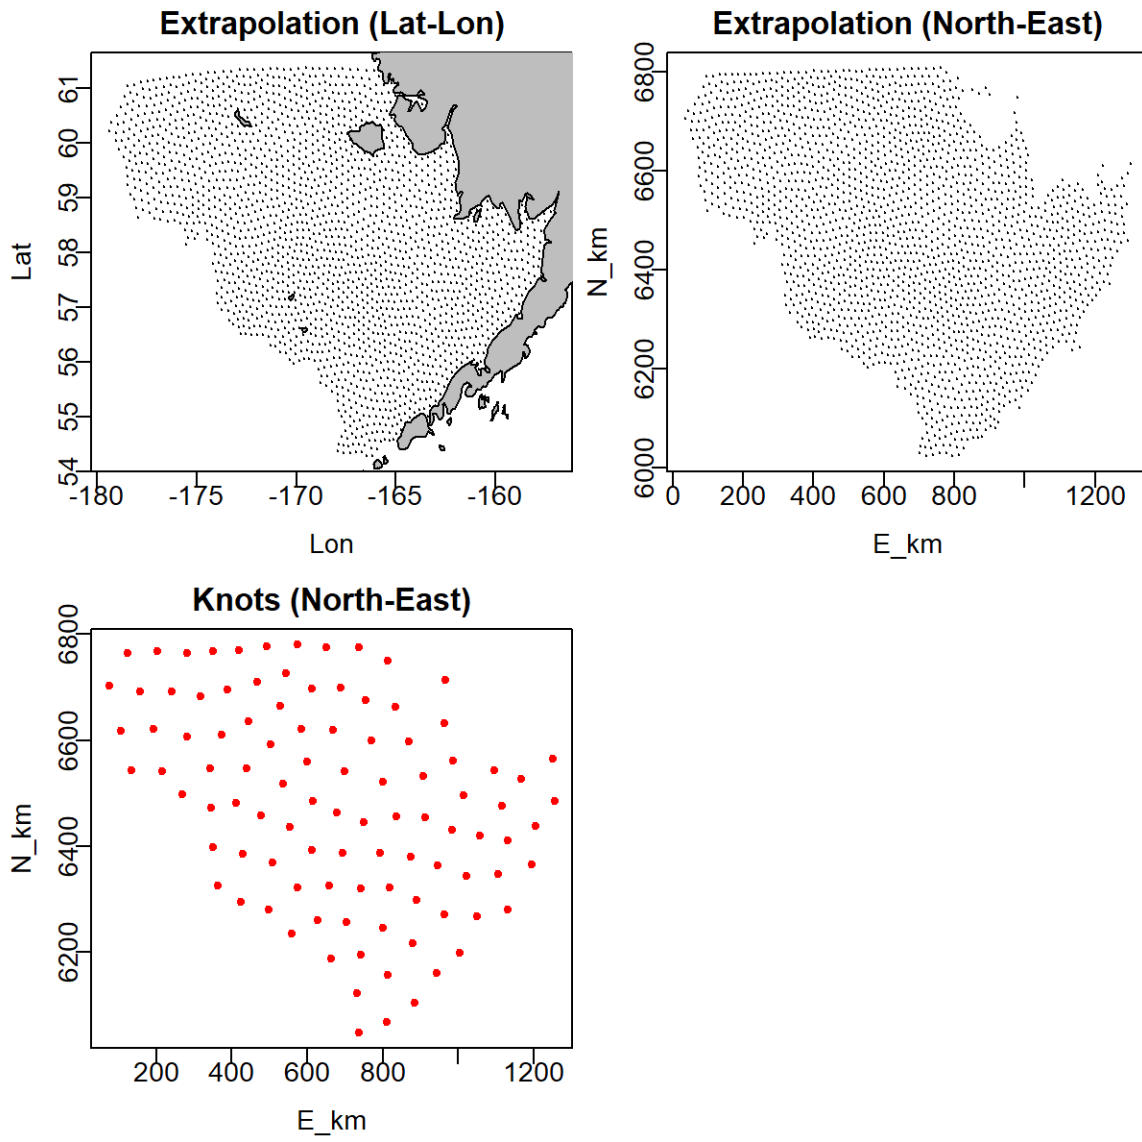 Extrapolation (Lat-Lon)
Lat
61
60
59
58
57
56
55
54
-180 -175 -170 -165 -160
Lon
Extrapolation (North-East)
N_km
6800
6600
6400
6200
6000
0 200 400 600 800 1200
E_km
Knots (North-East)
N_km
6800
6600
6400
6200
200 400 600 800 1200
E_km